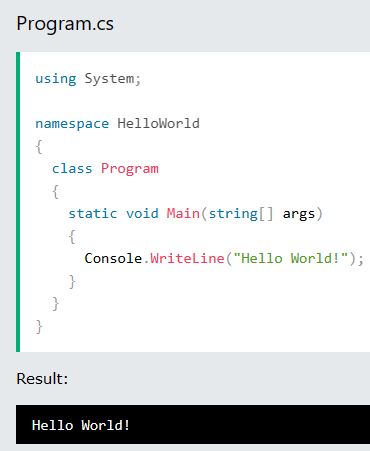 Program.cs
using System;
namespace HelloWorld
{
  class Program
  {
    static void Main(string[] args)
    {
      Console.WriteLine("Hello World!");
    }
  }
}
Result:
Hello World!